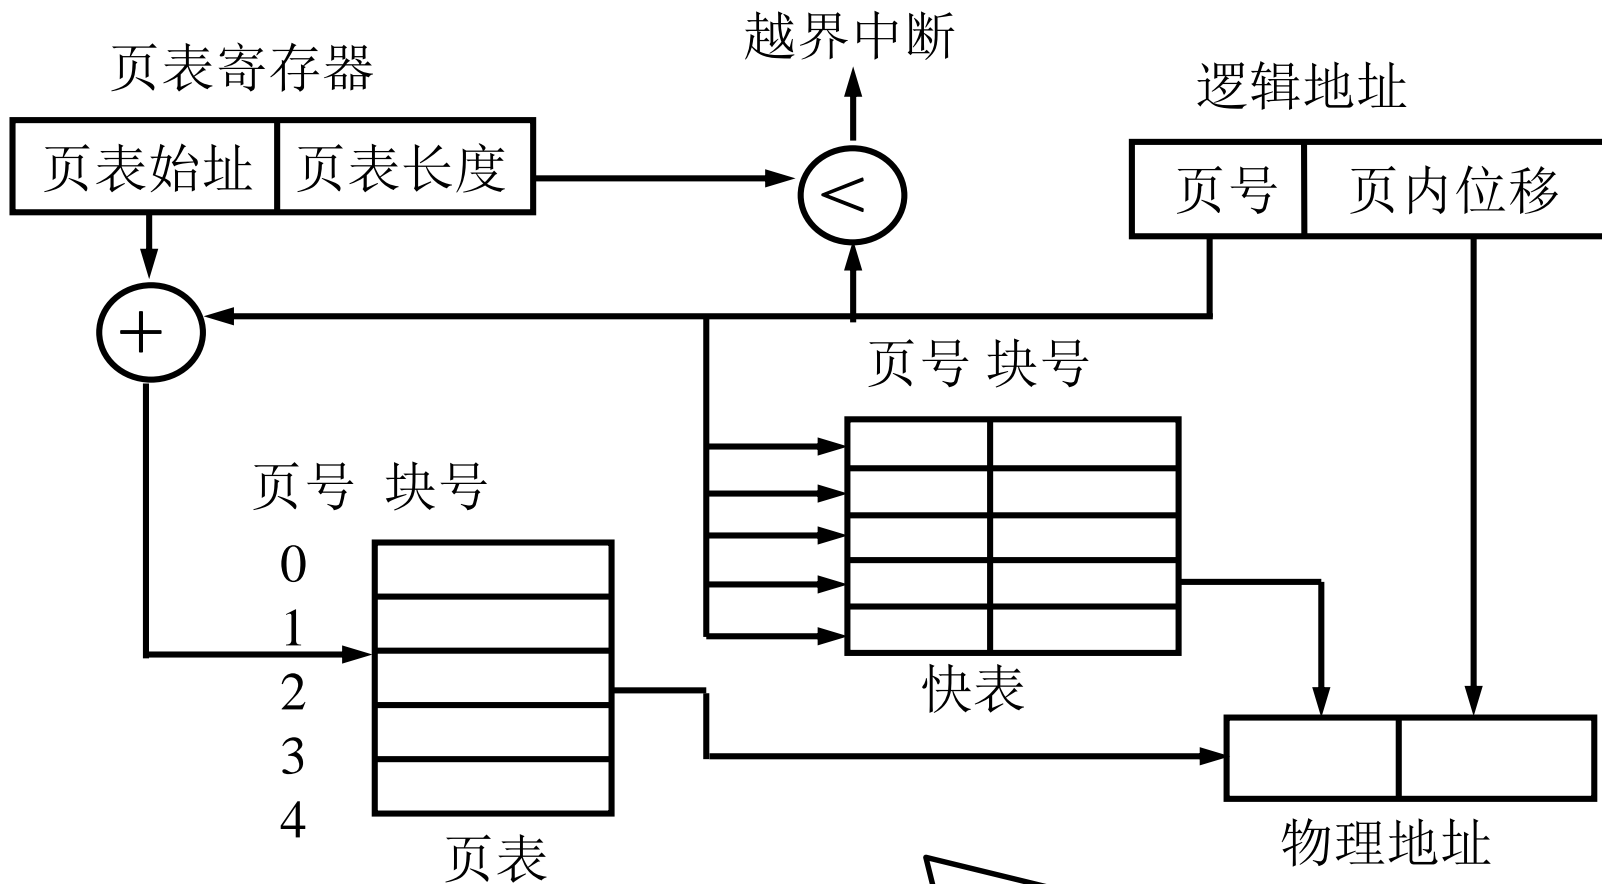 越界中断
页表寄存器
逻辑地址
页表始址 页表长度
<
页号 页内位移
+
页号 块号
页号 块号
0
1
2
3
4
快表
页表
物理地址